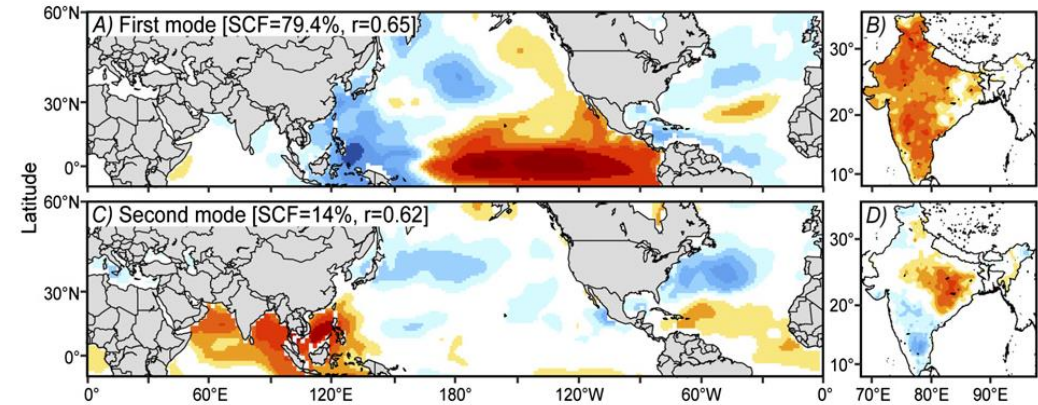 A) First mode [SCF=79.4%, r=0.65]
B)
60°N
30°N
0°
30°
20°
10°
Latitude
C) Second mode [SCF=14%, r=0.62]
D)
60°N
30°N
0°
30°
20°
10°
0° 60°E 120°E 180° 120°W 60°W 0° 70°E 80°E 90°E